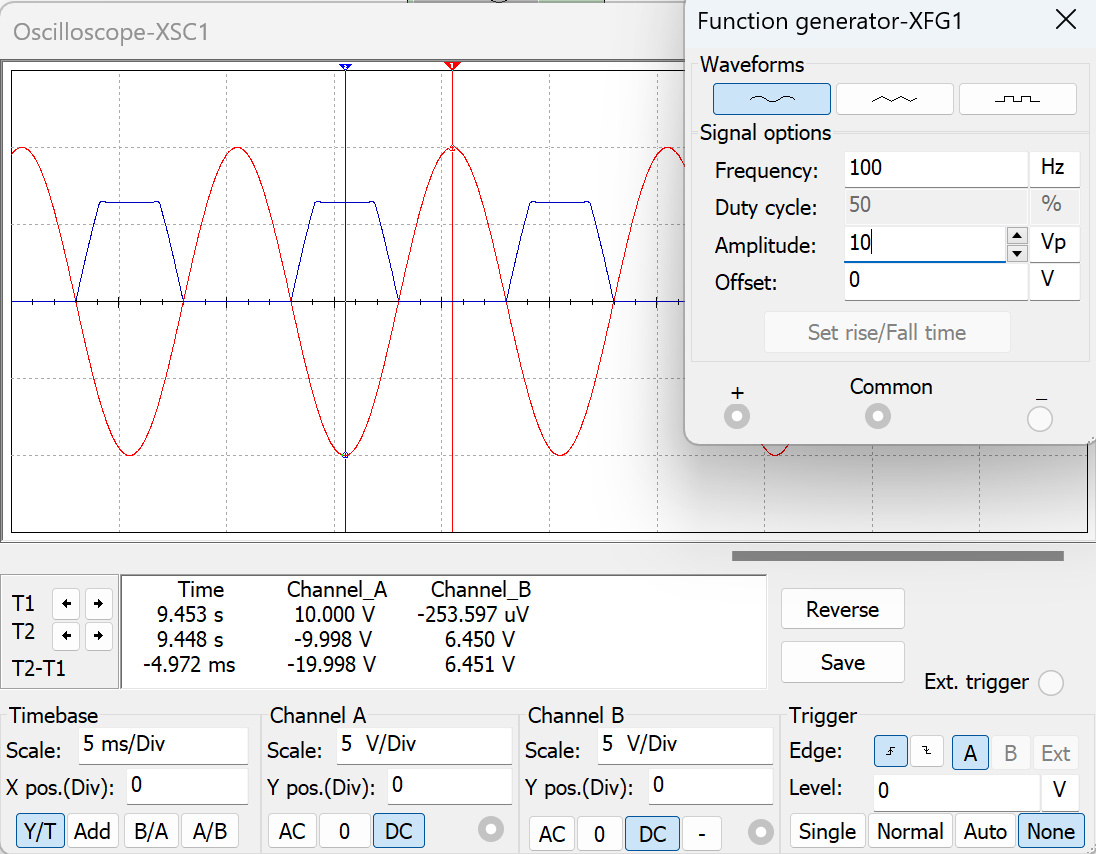 Oscilloscope-XSC1
Function generator-XFG1
Waveforms
Signal options
Frequency: 100 Hz
Duty cycle: 50 %
Amplitude: 10 Vp
Offset: 0 V
Set rise/Fall time
+ Common −
Time Channel_A Channel_B
T1 9.453 s 10.000 V -253.597 uV
T2 9.448 s -9.998 V 6.450 V
T2-T1 -4.972 ms -19.998 V 6.451 V
Reverse
Save
Ext. trigger
Timebase
Scale: 5 ms/Div
X pos.(Div): 0
Y/T Add B/A A/B
Channel A
Scale: 5 V/Div
Y pos.(Div): 0
AC 0 DC
Channel B
Scale: 5 V/Div
Y pos.(Div): 0
AC 0 DC -
Trigger
Edge: A B Ext
Level: 0 V
Single Normal Auto None